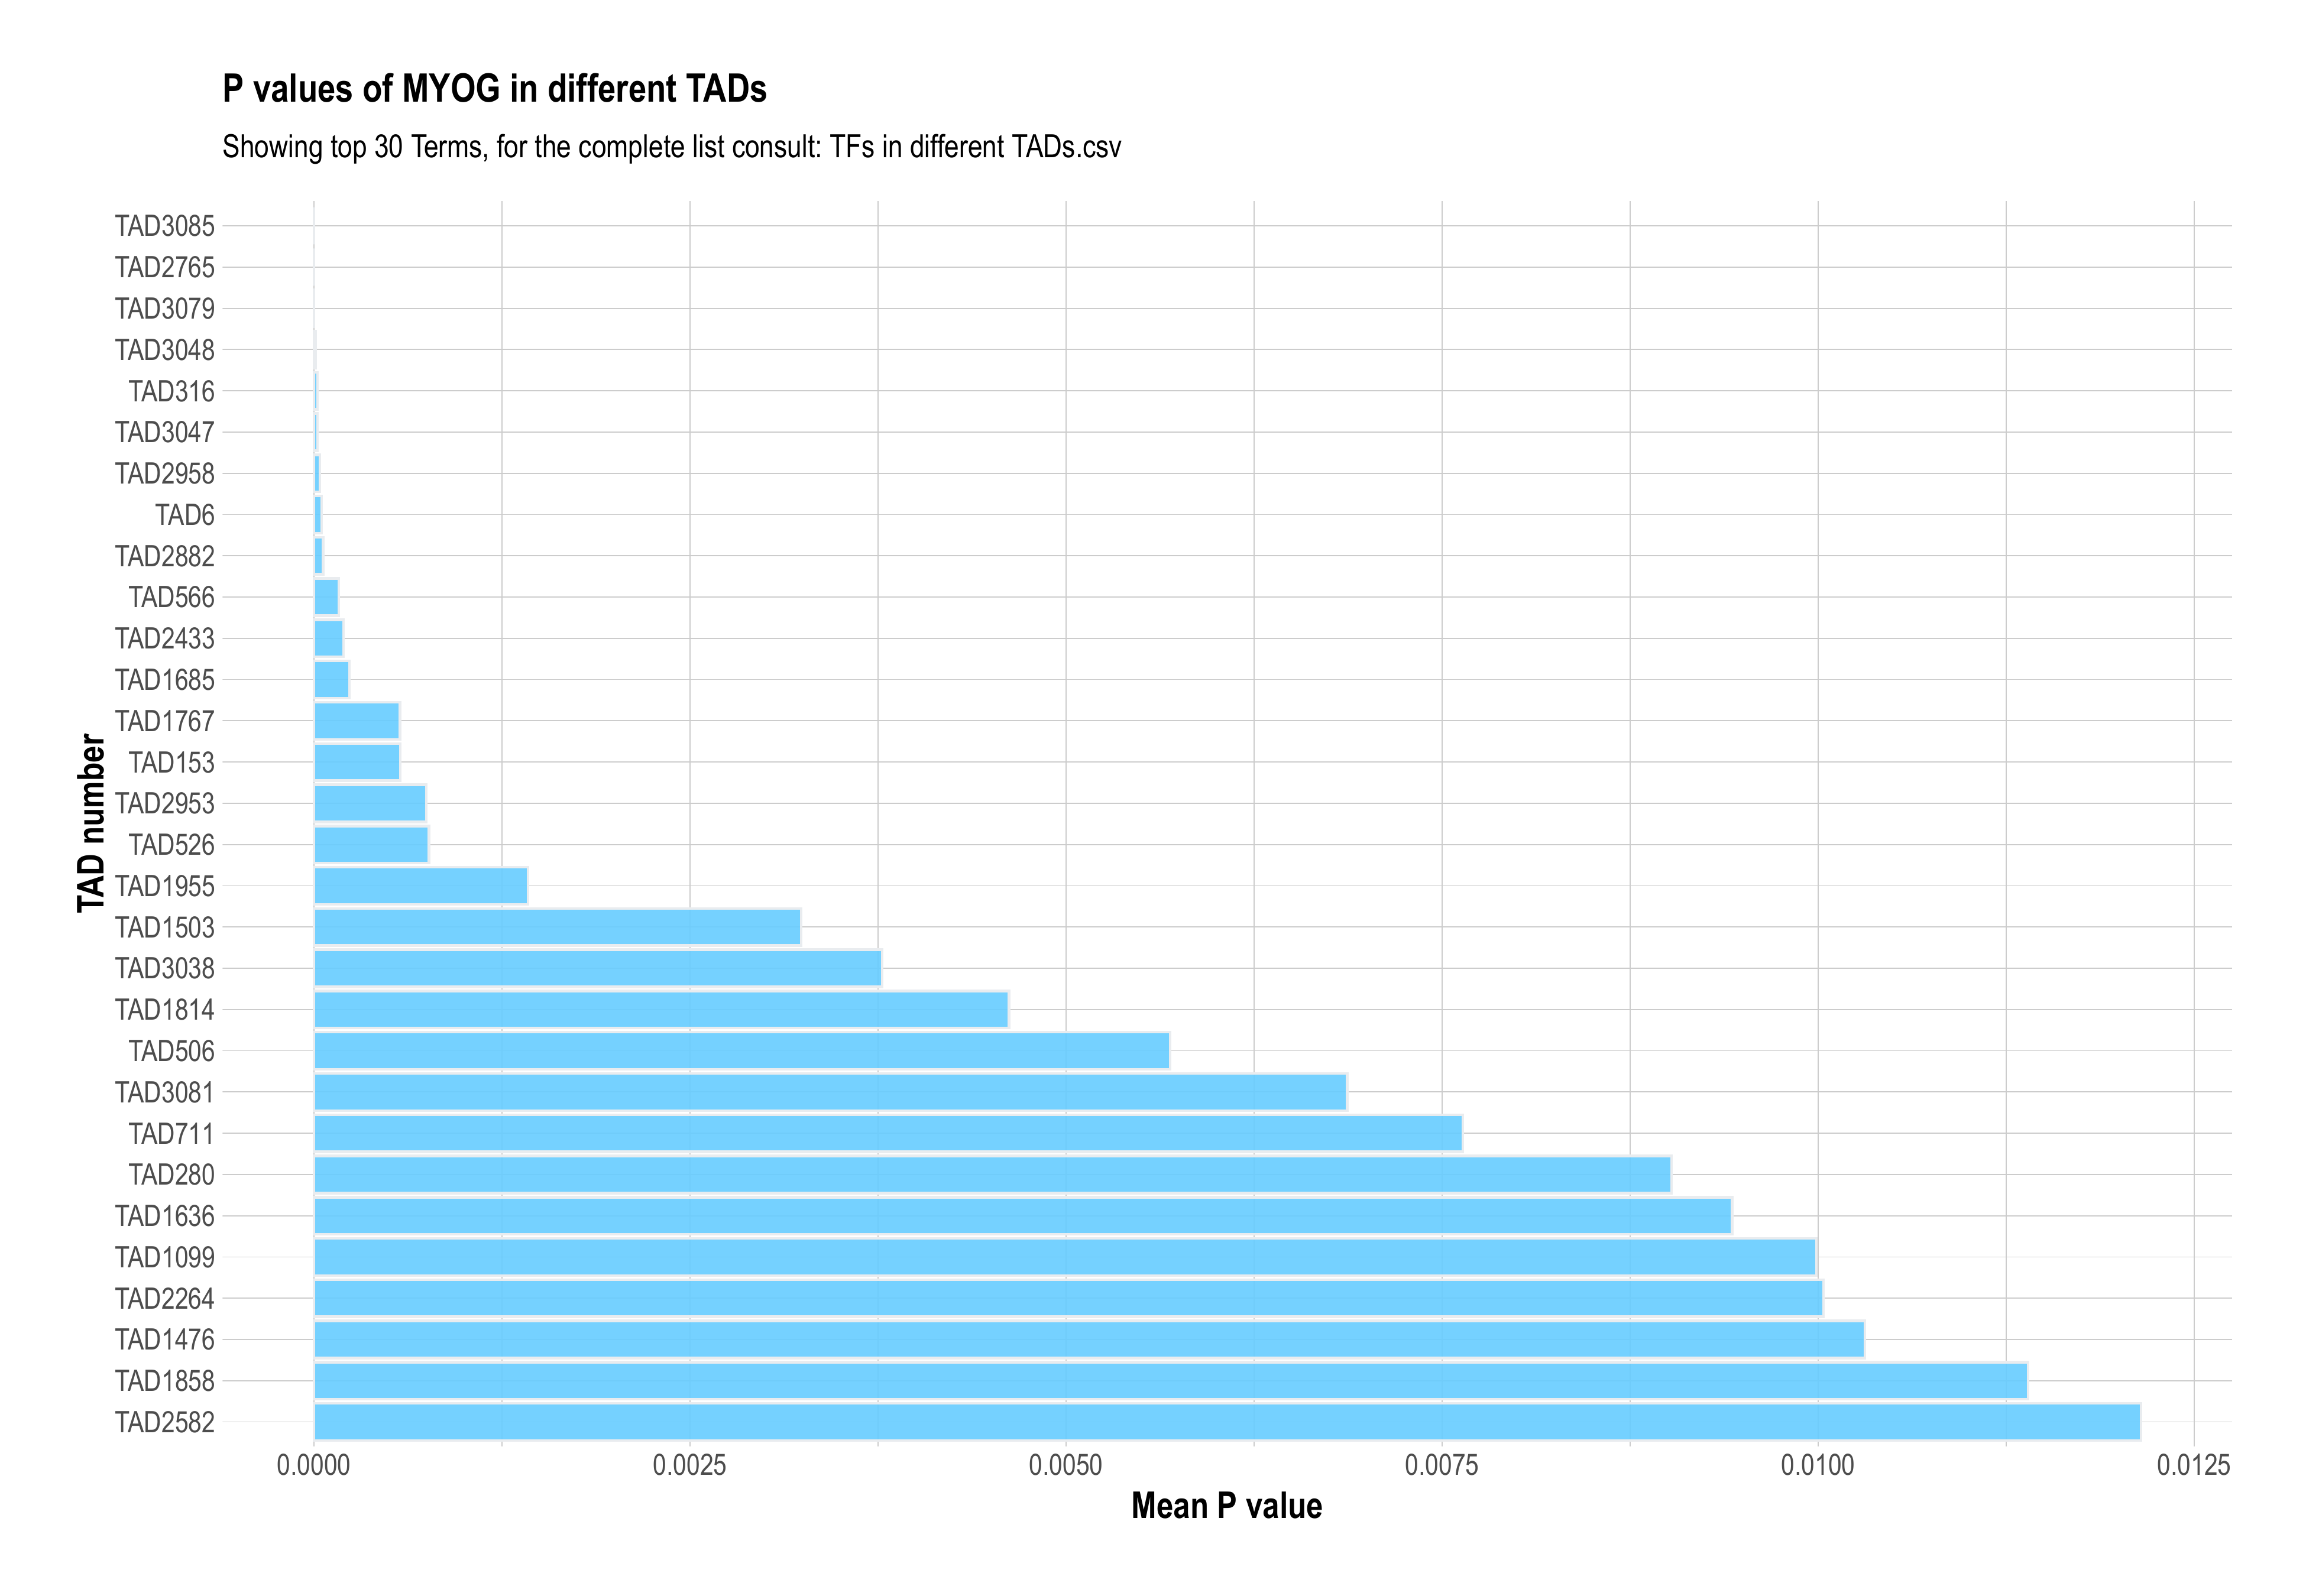 P values of MYOG in different TADs
Showing top 30 Terms, for the complete list consult: TFs in different TADs.csv
TAD number
TAD3085
TAD2765
TAD3079
TAD3048
TAD316
TAD3047
TAD2958
TAD6
TAD2882
TAD566
TAD2433
TAD1685
TAD1767
TAD153
TAD2953
TAD526
TAD1955
TAD1503
TAD3038
TAD1814
TAD506
TAD3081
TAD711
TAD280
TAD1636
TAD1099
TAD2264
TAD1476
TAD1858
TAD2582
0.0000 0.0025 0.0050 0.0075 0.0100 0.0125
Mean P value